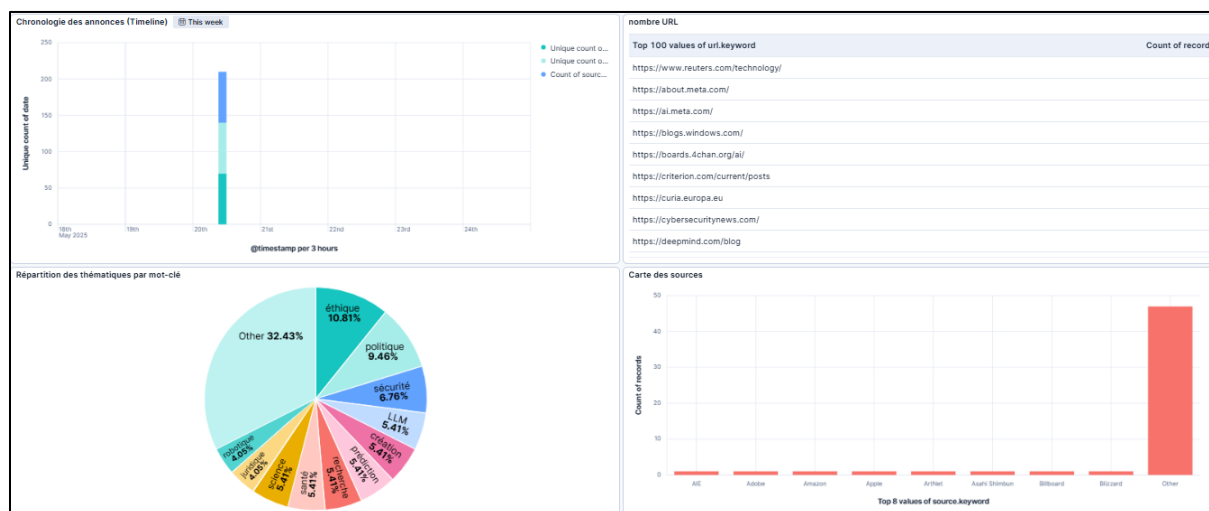 Chronologie des annonces (Timeline) This week
250
200
150
100
50
0
Unique count of date
18th
May 2025
19th
20th
21st
22nd
23rd
24th
@timestamp per 3 hours
Unique count o...
Unique count o...
Count of sourc...
nombre URL
Top 100 values of url.keyword Count of record
https://www.reuters.com/technology/
https://about.meta.com/
https://ai.meta.com/
https://blogs.windows.com/
https://boards.4chan.org/ai/
https://criterion.com/current/posts
https://curia.europa.eu
https://cybersecuritynews.com/
https://deepmind.com/blog
Répartition des thématiques par mot-clé
éthique
10.81%
politique
9.46%
sécurité
6.76%
LLM
5.41%
création
5.41%
prédiction
5.41%
recherche
5.41%
santé
5.41%
science
5.41%
juridique
4.05%
robotique
4.05%
Other 32.43%
Carte des sources
50
40
30
20
10
0
Count of records
AIE
Adobe
Amazon
Apple
Arthlet
Asahi Shimbun
Billboard
Blizzard
Other
Top 8 values of source.keyword